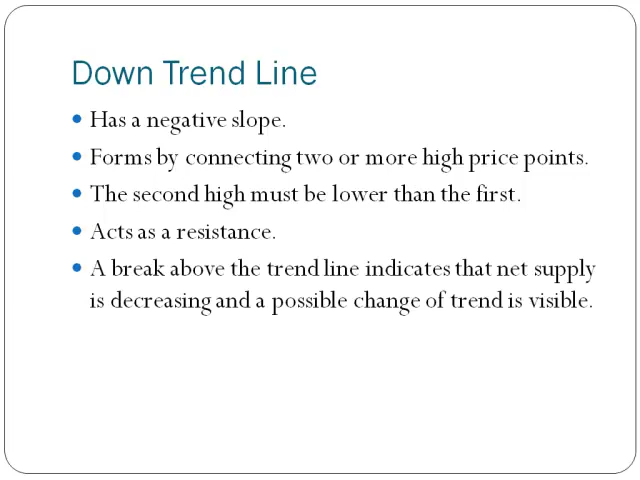 Down Trend Line
• Has a negative slope.
• Forms by connecting two or more high price points.
• The second high must be lower than the first.
• Acts as a resistance.
• A break above the trend line indicates that net supply
is decreasing and a possible change of trend is visible.